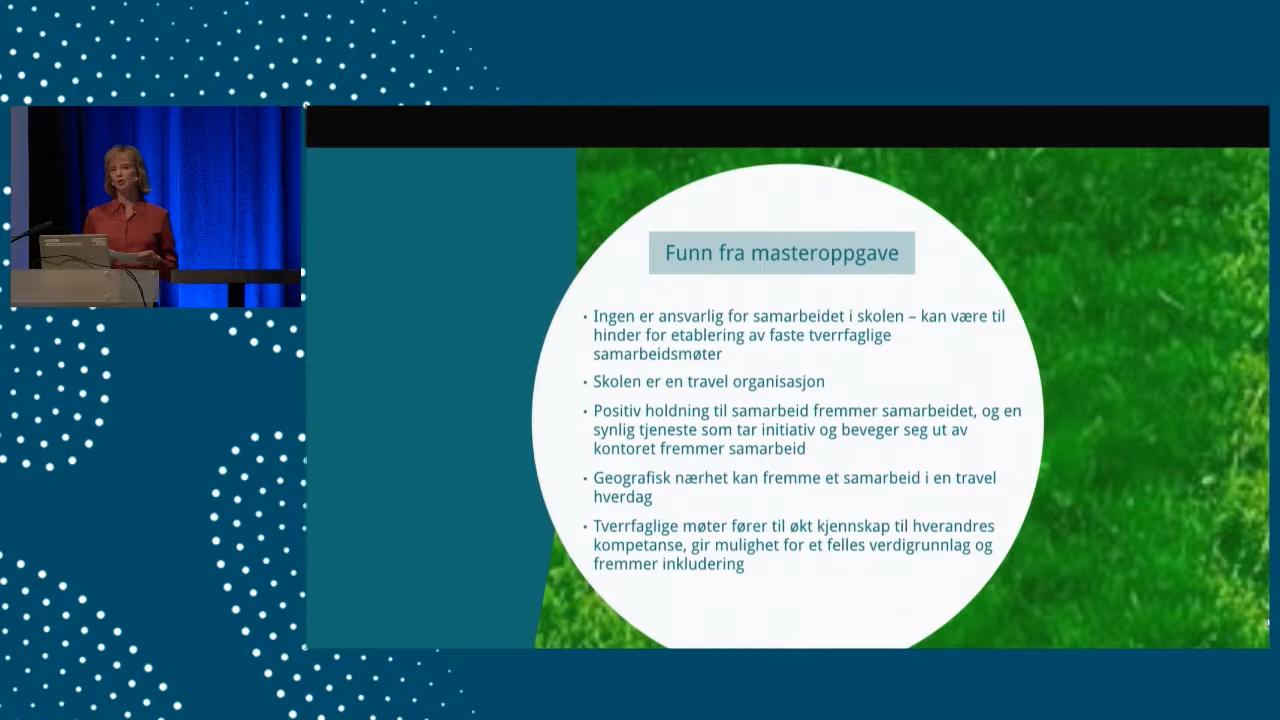 Funn fra masteroppgave
• Ingen er ansvarlig for samarbeidet i skolen – kan være til
hinder for etablering av faste tverrfaglige
samarbeidsmøter
• Skolen er en travel organisasjon
• Positiv holdning til samarbeid fremmer samarbeidet, og en
synlig tjeneste som tar initiativ og beveger seg ut av
kontoret fremmer samarbeid
• Geografisk nærhet kan fremme et samarbeid i en travel
hverdag
• Tverrfaglige møter fører til økt kjennskap til hverandres
kompetanse, gir mulighet for et felles verdigrunnlag og
fremmer inkludering